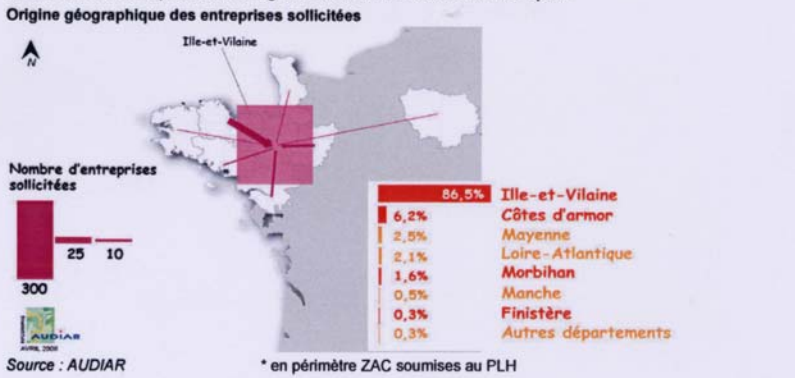 Origine géographique des entreprises sollicitées
Ille-et-Vilaine
N
Nombre d'entreprises
sollicitées
300
25
10
86,5% Ille-et-Vilaine
6,2% Côtes d'armor
2,5% Mayenne
2,1% Loire-Atlantique
1,6% Morbihan
0,5% Manche
0,3% Finistère
0,3% Autres départements
AUDIAR
AVRIL 2008
Source : AUDIAR
* en périmètre ZAC soumises au PLH